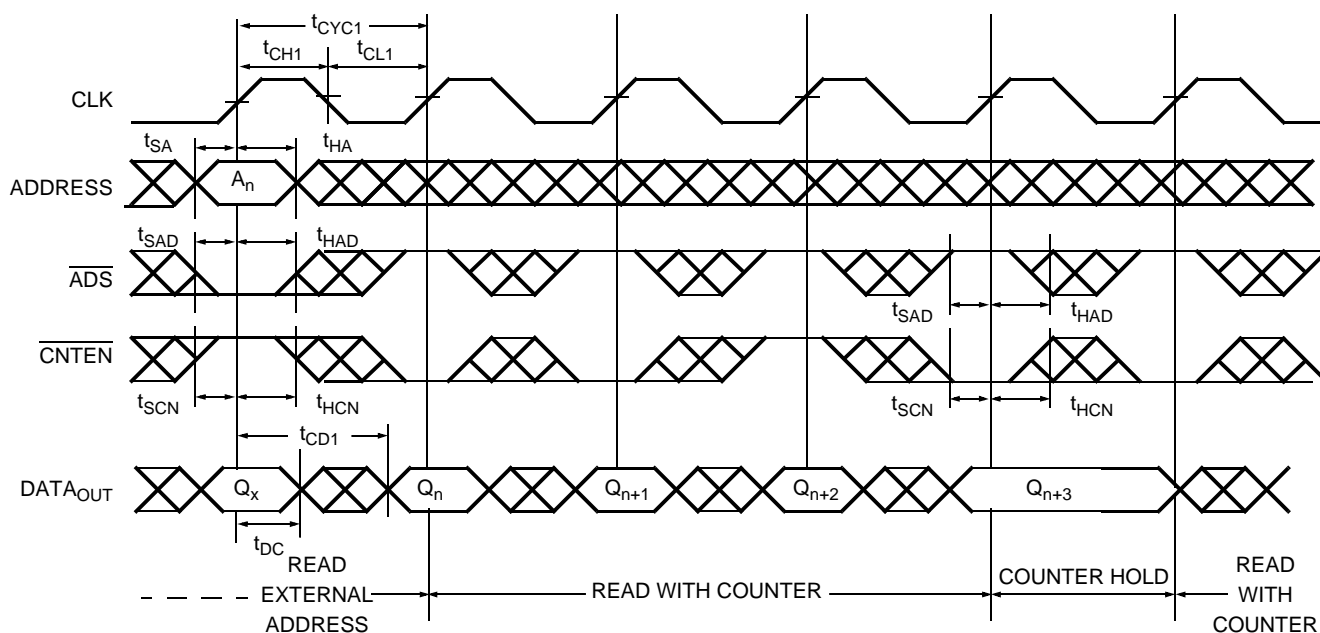 tCYC1
tCH1
tCL1
CLK
tSA
tHA
ADDRESS
An
tSAD
tHAD
ADS
tSAD
tHAD
CNTEN
tSCN
tHCN
tSCN
tHCN
tCD1
DATAOUT
Qx
Qn
Qn+1
Qn+2
Qn+3
tDC
READ
EXTERNAL
ADDRESS
READ WITH COUNTER
COUNTER HOLD
READ
WITH
COUNTER